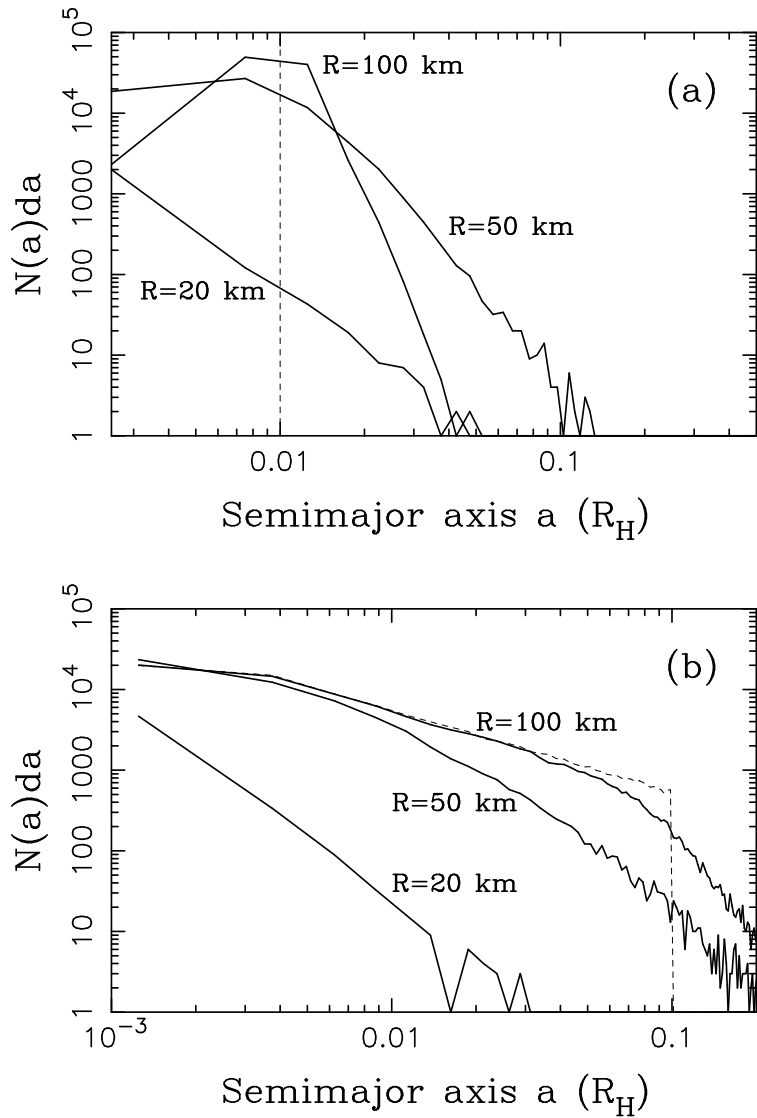 10^5
R=100 km
(a)
10^4
1000
R=50 km
N(a)da
100
R=20 km
10
1
0.01 0.1
Semimajor axis a (R_H)
10^5
(b)
10^4
R=100 km
1000
N(a)da
R=50 km
100
R=20 km
10
1
10^-3 0.01 0.1
Semimajor axis a (R_H)